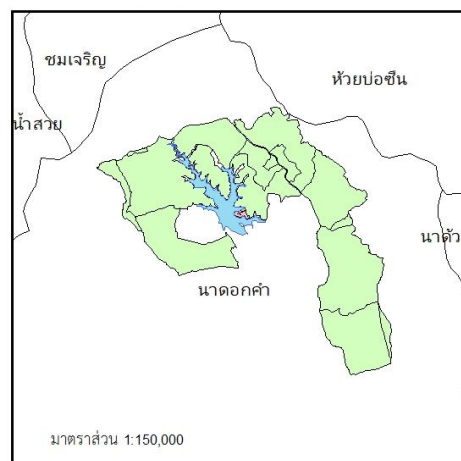 ชมเจริญ
ห้วยบ่อซืน
น้ำสวย
นาด้ว
นาดอกคำ
มาตราส่วน 1:150,000